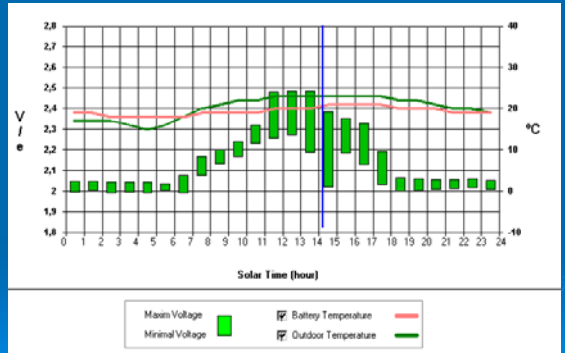 2,8
2,7
2,6
2,5
2,4
2,3
2,2
2,1
2
1,9
1,8
V
/
e
40
30
20
10
0
-10
ºC
0 1 2 3 4 5 6 7 8 9 10 11 12 13 14 15 16 17 18 19 20 21 22 23 24
Solar Time (hour)
Maxim Voltage
Minimal Voltage
Battery Temperature
Outdoor Temperature